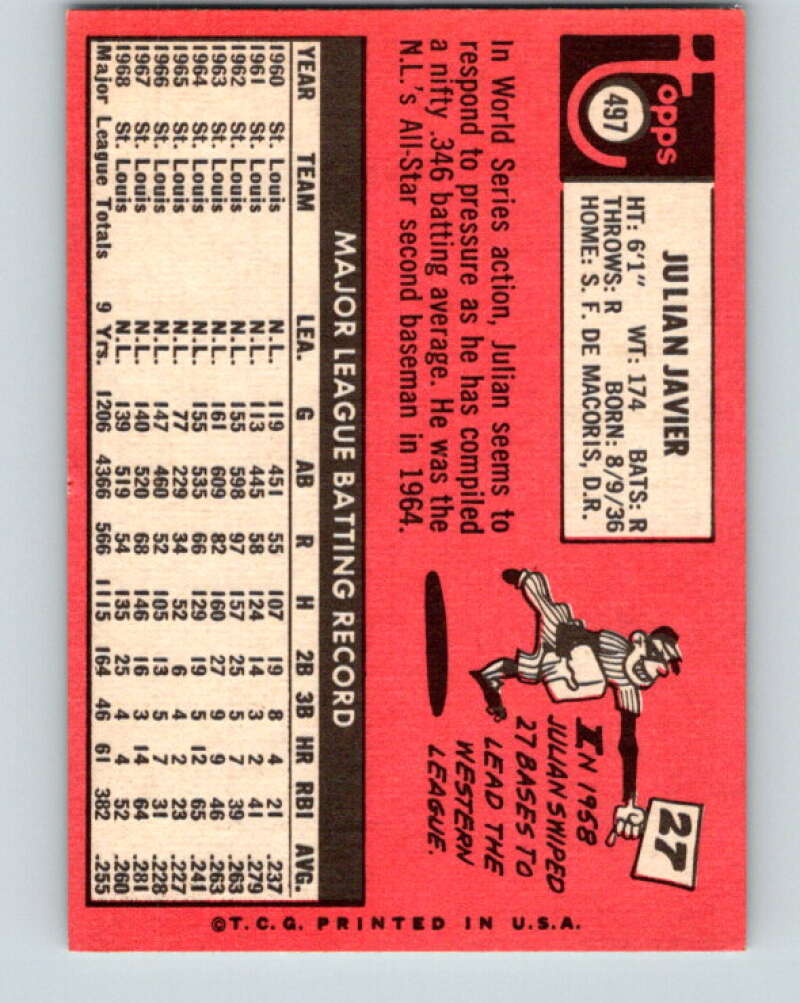 Topps
497
JULIAN JAVIER
HT: 6'1" WT: 174 BATS: R
THROWS: R BORN: 8/9/36
HOME: S. F. DE MACORIS, D.R.
In World Series action, Julian seems to
respond to pressure as he has compiled
a nifty .346 batting average. He was the
N.L.'s All-Star second baseman in 1964.
27
IN 1958
JULIAN SWIPED
27 BASES TO
LEAD THE
WESTERN
LEAGUE.
MAJOR LEAGUE BATTING RECORD
YEAR TEAM LEA. G AB R H 2B 3B HR RBI AVG.
1960 St. Louis N.L. 119 451 55 107 19 8 4 21 .237
1961 St. Louis N.L. 113 445 58 124 14 3 2 41 .279
1962 St. Louis N.L. 155 598 97 157 25 5 7 39 .263
1963 St. Louis N.L. 161 609 82 160 27 9 9 46 .263
1964 St. Louis N.L. 155 535 66 129 19 5 12 65 .241
1965 St. Louis N.L. 77 229 34 52 6 4 2 23 .227
1966 St. Louis N.L. 147 460 52 105 13 5 7 31 .228
1967 St. Louis N.L. 140 520 68 146 16 3 14 64 .281
1968 St. Louis N.L. 139 519 54 135 25 4 4 52 .260
Major League Totals 9 Yrs. 1206 4366 566 1115 164 46 61 382 .255
©T.C.G. PRINTED IN U.S.A.